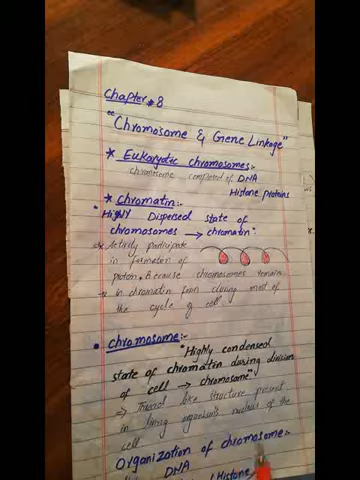 Chapter # 8
"Chromosome & Gene Linkage"
* Eukaryotic chromosomes:-
chromosome composed of DNA
Histone proteins
* chromatin:-
• Highly Dispersed state of
chromosomes → chromatin.
Activity participate
in formation of
protein. Because chromosomes remain
in chromatin form during most of
the cycle of cell.
• chromosome:-
"Highly condensed
state of chromatin during division
of cell → chromosome"
⇒ Thread like structure present
in living organism's nucleus of the
cell.
Organization of chromosome:-
DNA
Histone